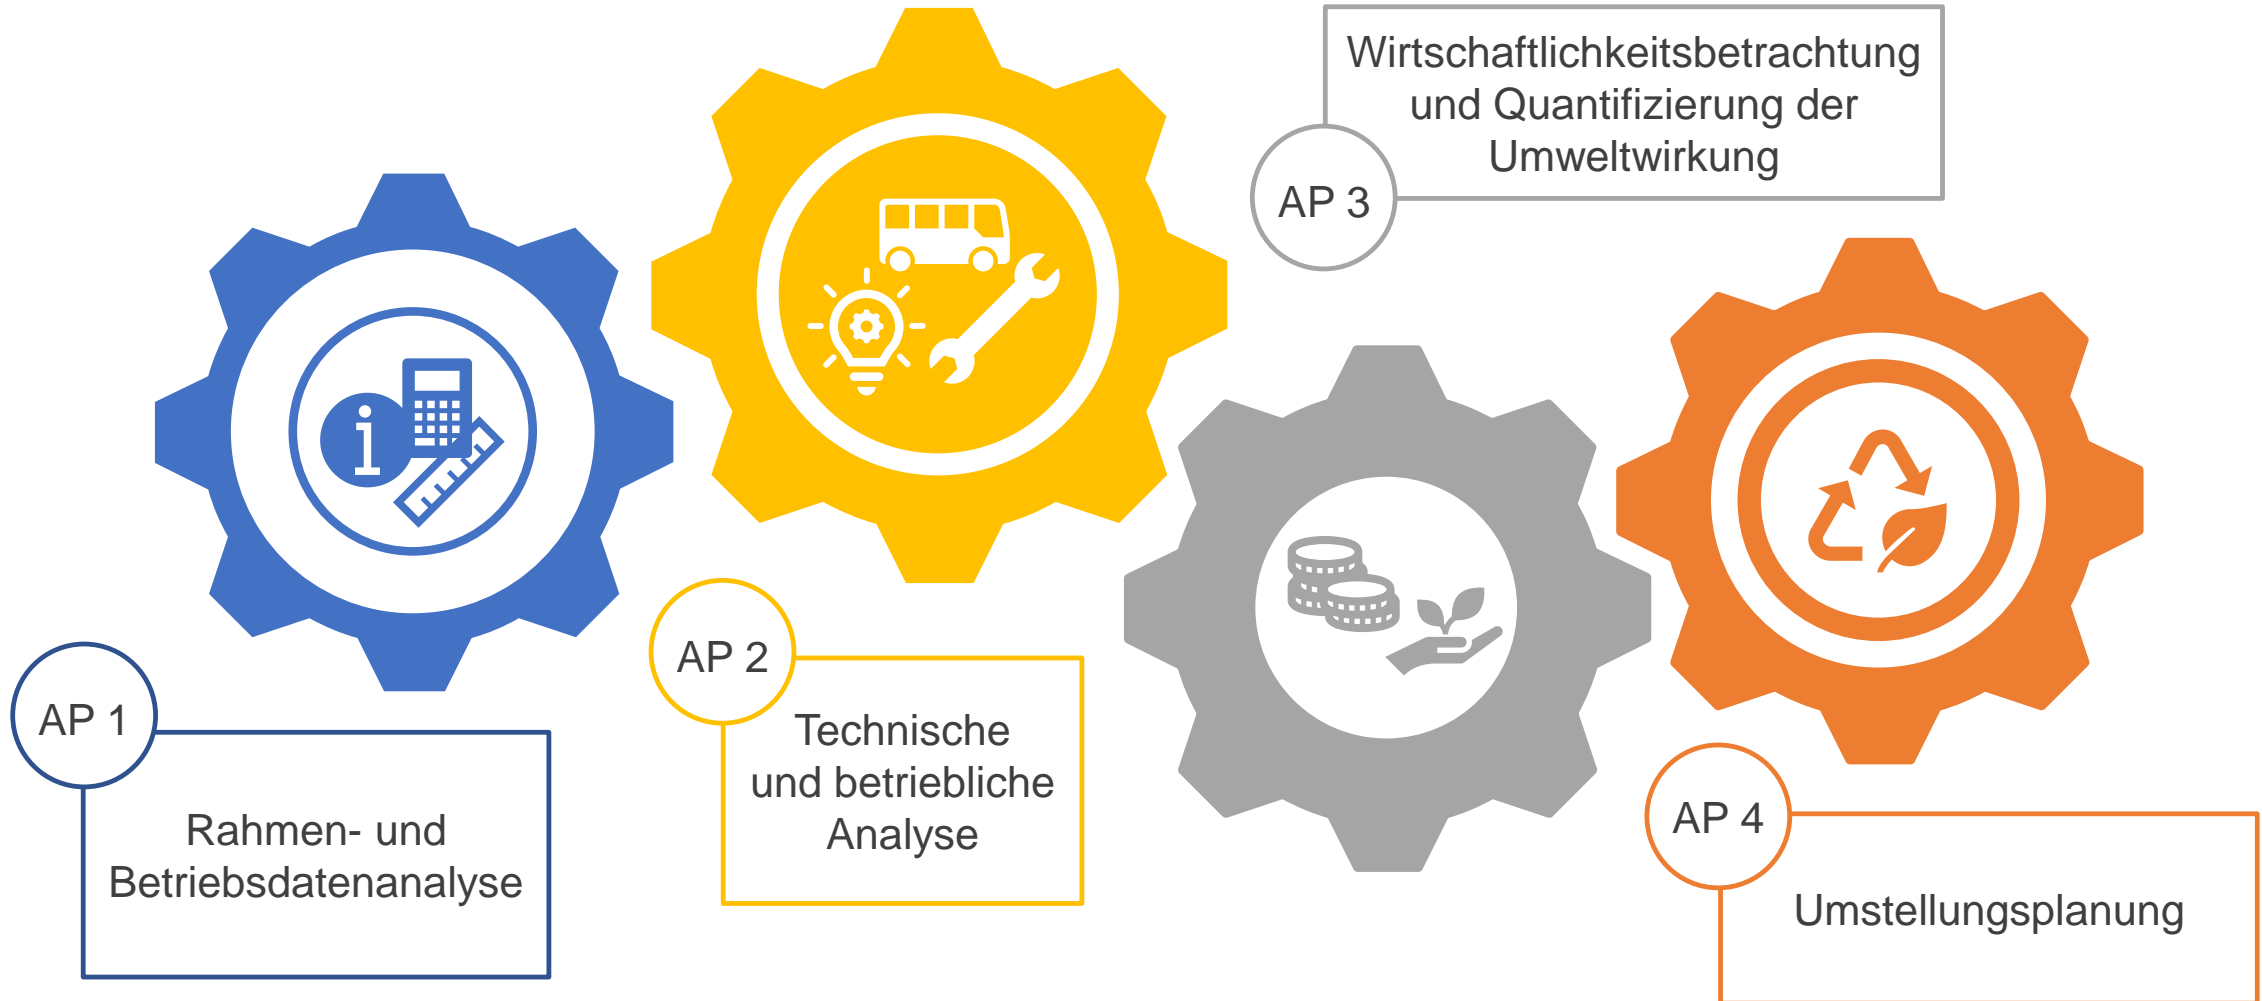 AP 1
Rahmen- und
Betriebsdatenanalyse
AP 2
Technische
und betriebliche
Analyse
AP 3
Wirtschaftlichkeitsbetrachtung
und Quantifizierung der
Umweltwirkung
AP 4
Umstellungsplanung